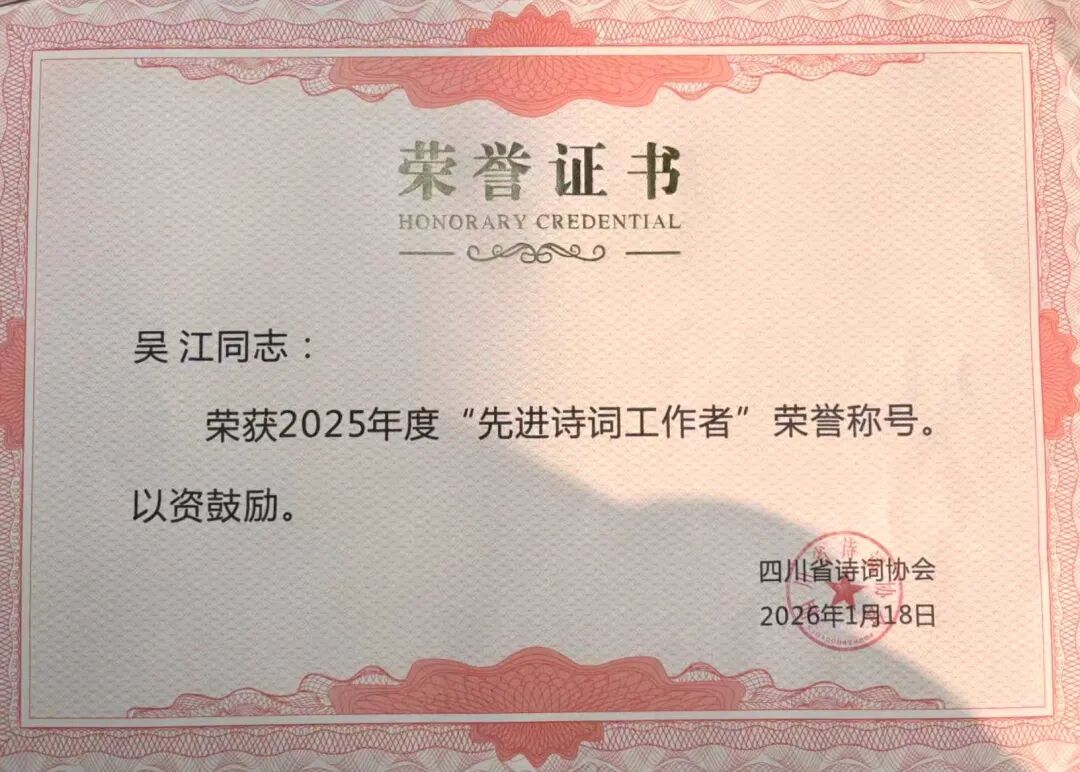 荣誉证书
HONORARY CREDENTIAL
吴 江同志：
荣获2025年度“先进诗词工作者”荣誉称号。
以资鼓励。
四川省诗词协会
2026年1月18日